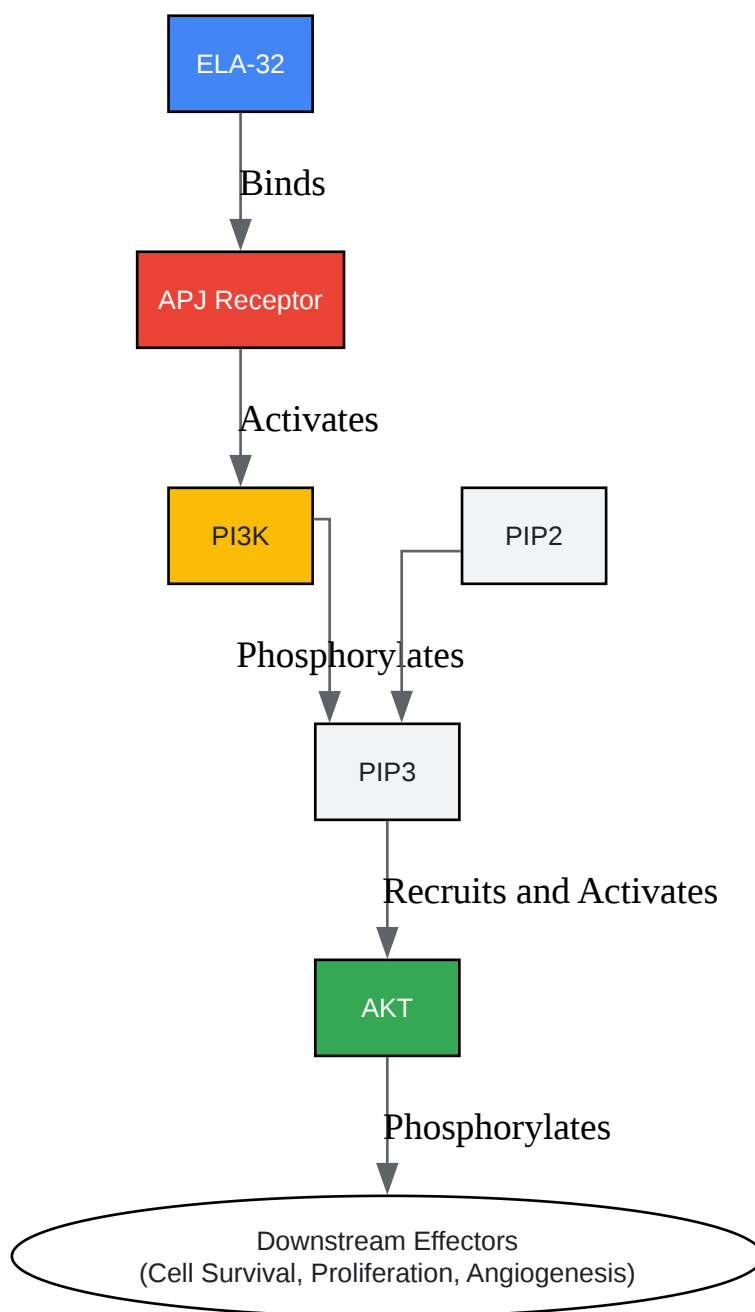 ELA-32
Binds
APJ Receptor
Activates
PI3K
PIP2
Phosphorylates
PIP3
Recruits and Activates
AKT
Phosphorylates
Downstream Effectors
(Cell Survival, Proliferation, Angiogenesis)